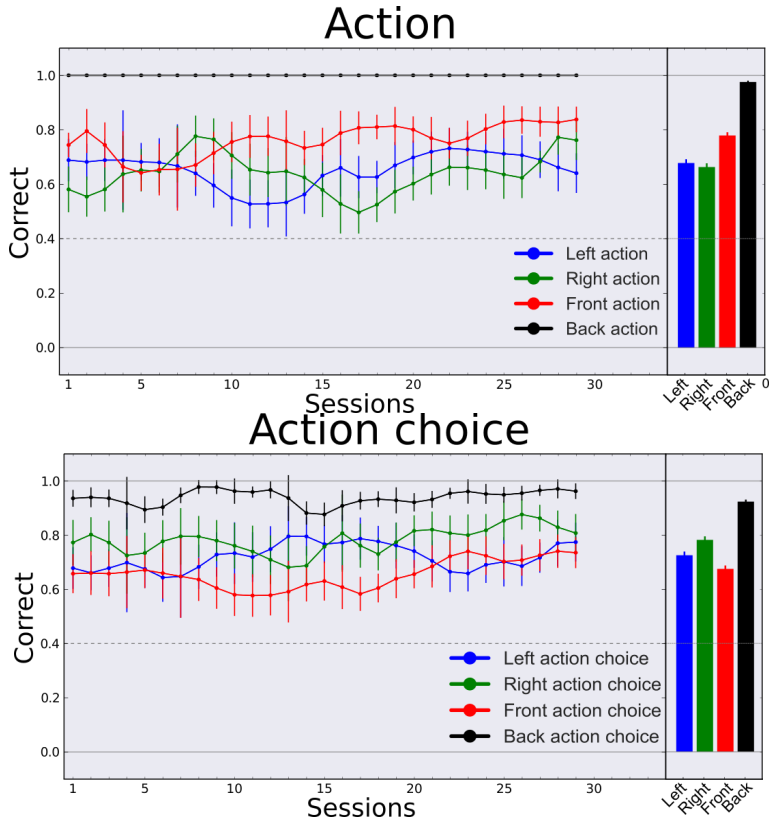 Action
Correct
1.0
0.8
0.6
0.4
0.2
0.0
Left action
Right action
Front action
Back action
1 5 10 15 20 25 30
Sessions
Left Right Front Back 0
Action choice
Correct
1.0
0.8
0.6
0.4
0.2
0.0
Left action choice
Right action choice
Front action choice
Back action choice
1 5 10 15 20 25 30
Sessions
Left Right Front Back